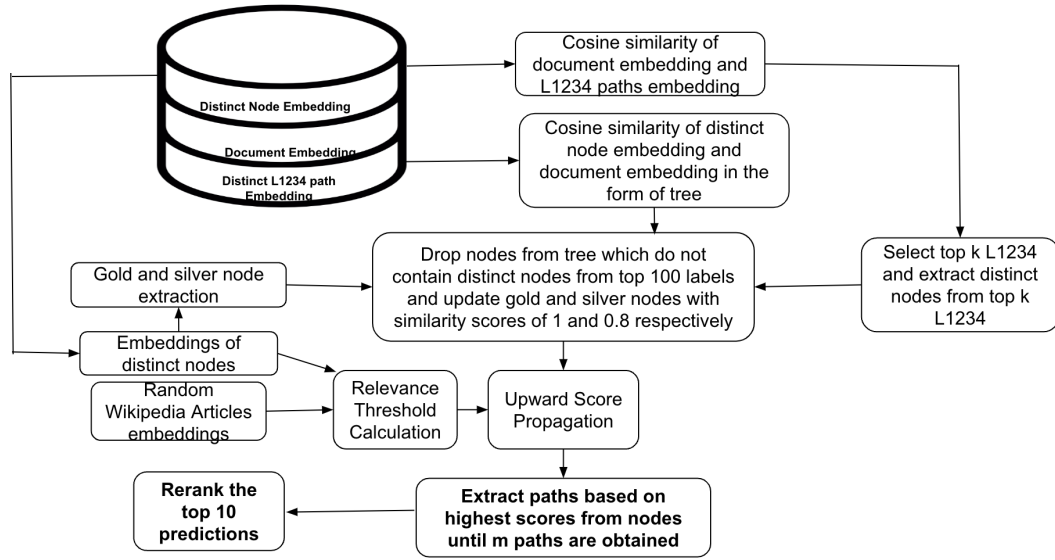 Distinct Node Embedding
Document Embedding
Distinct L1234 path
Embedding
Cosine similarity of
document embedding and
L1234 paths embedding
Cosine similarity of distinct
node embedding and
document embedding in the
form of tree
Drop nodes from tree which do not
contain distinct nodes from top 100 labels
and update gold and silver nodes with
similarity scores of 1 and 0.8 respectively
Select top k L1234
and extract distinct
nodes from top k
L1234
Gold and silver node
extraction
Embeddings of
distinct nodes
Random
Wikipedia Articles
embeddings
Relevance
Threshold
Calculation
Upward Score
Propagation
Extract paths based on
highest scores from nodes
until m paths are obtained
Rerank the
top 10
predictions